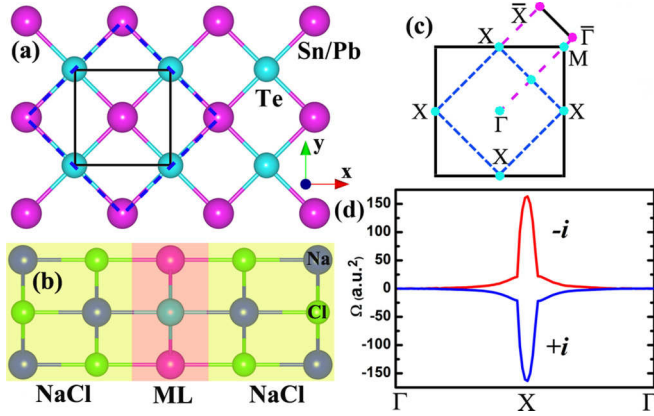 (a)
Sn/Pb
Te
y
x
(b)
Na
Cl
NaCl
ML
NaCl
(c)
X̅
Γ̅
X
M
X
Γ
X
X
(d)
Ω (a.u.²)
150
100
50
0
-50
-100
-150
-i
+i
Γ
X
Γ